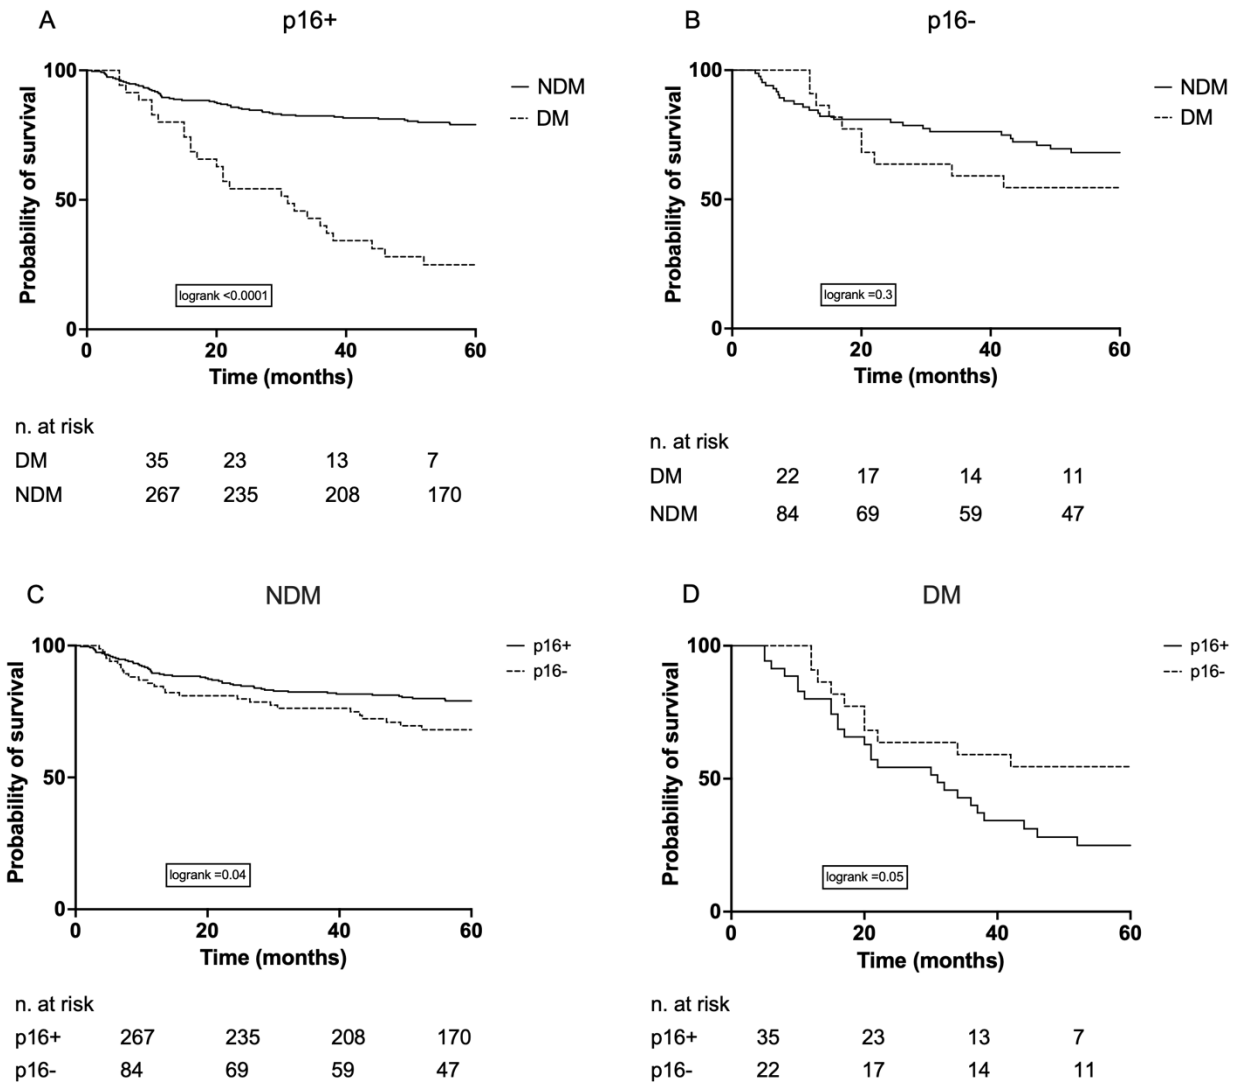 A p16+
100
50
0
0 20 40 60
Probability of survival
Time (months)
NDM
DM
logrank <0.0001
n. at risk
DM 35 23 13 7
NDM 267 235 208 170
B p16-
100
50
0
0 20 40 60
Probability of survival
Time (months)
NDM
DM
logrank =0.3
n. at risk
DM 22 17 14 11
NDM 84 69 59 47
C NDM
100
50
0
0 20 40 60
Probability of survival
Time (months)
p16+
p16-
logrank =0.04
n. at risk
p16+ 267 235 208 170
p16- 84 69 59 47
D DM
100
50
0
0 20 40 60
Probability of survival
Time (months)
p16+
p16-
logrank =0.05
n. at risk
p16+ 35 23 13 7
p16- 22 17 14 11